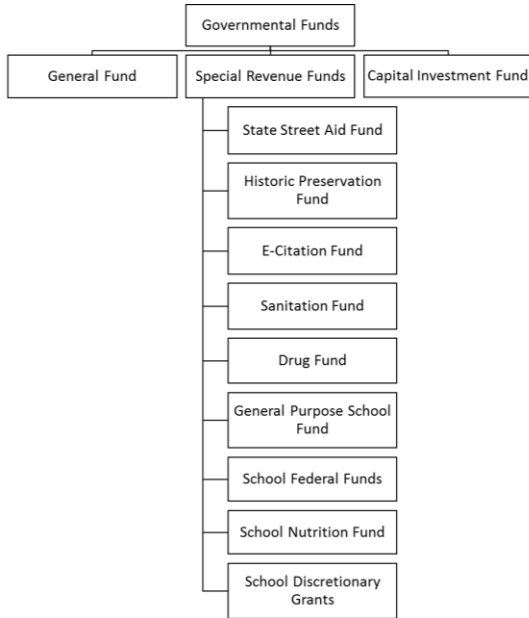 Governmental Funds
General Fund
Special Revenue Funds
Capital Investment Fund
State Street Aid Fund
Historic Preservation
Fund
E-Citation Fund
Sanitation Fund
Drug Fund
General Purpose School
Fund
School Federal Funds
School Nutrition Fund
School Discretionary
Grants